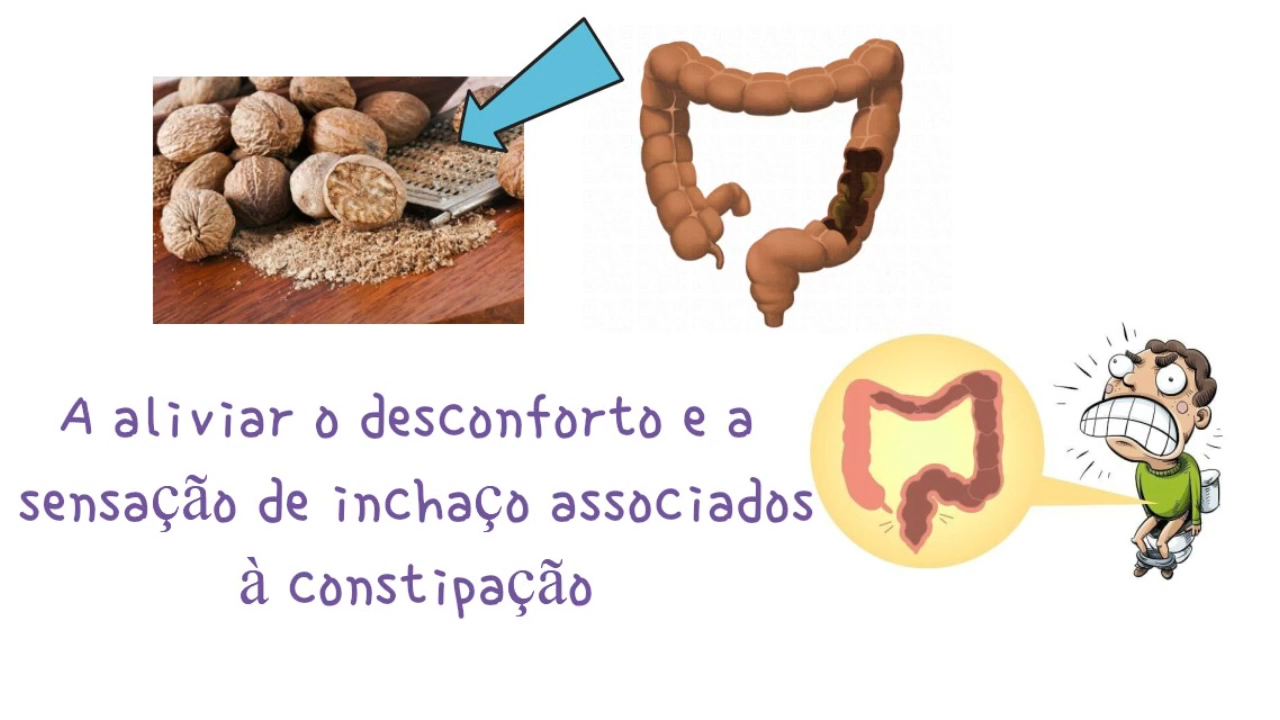 A aliviar o desconforto e a
sensação de inchaço associados
à constipação